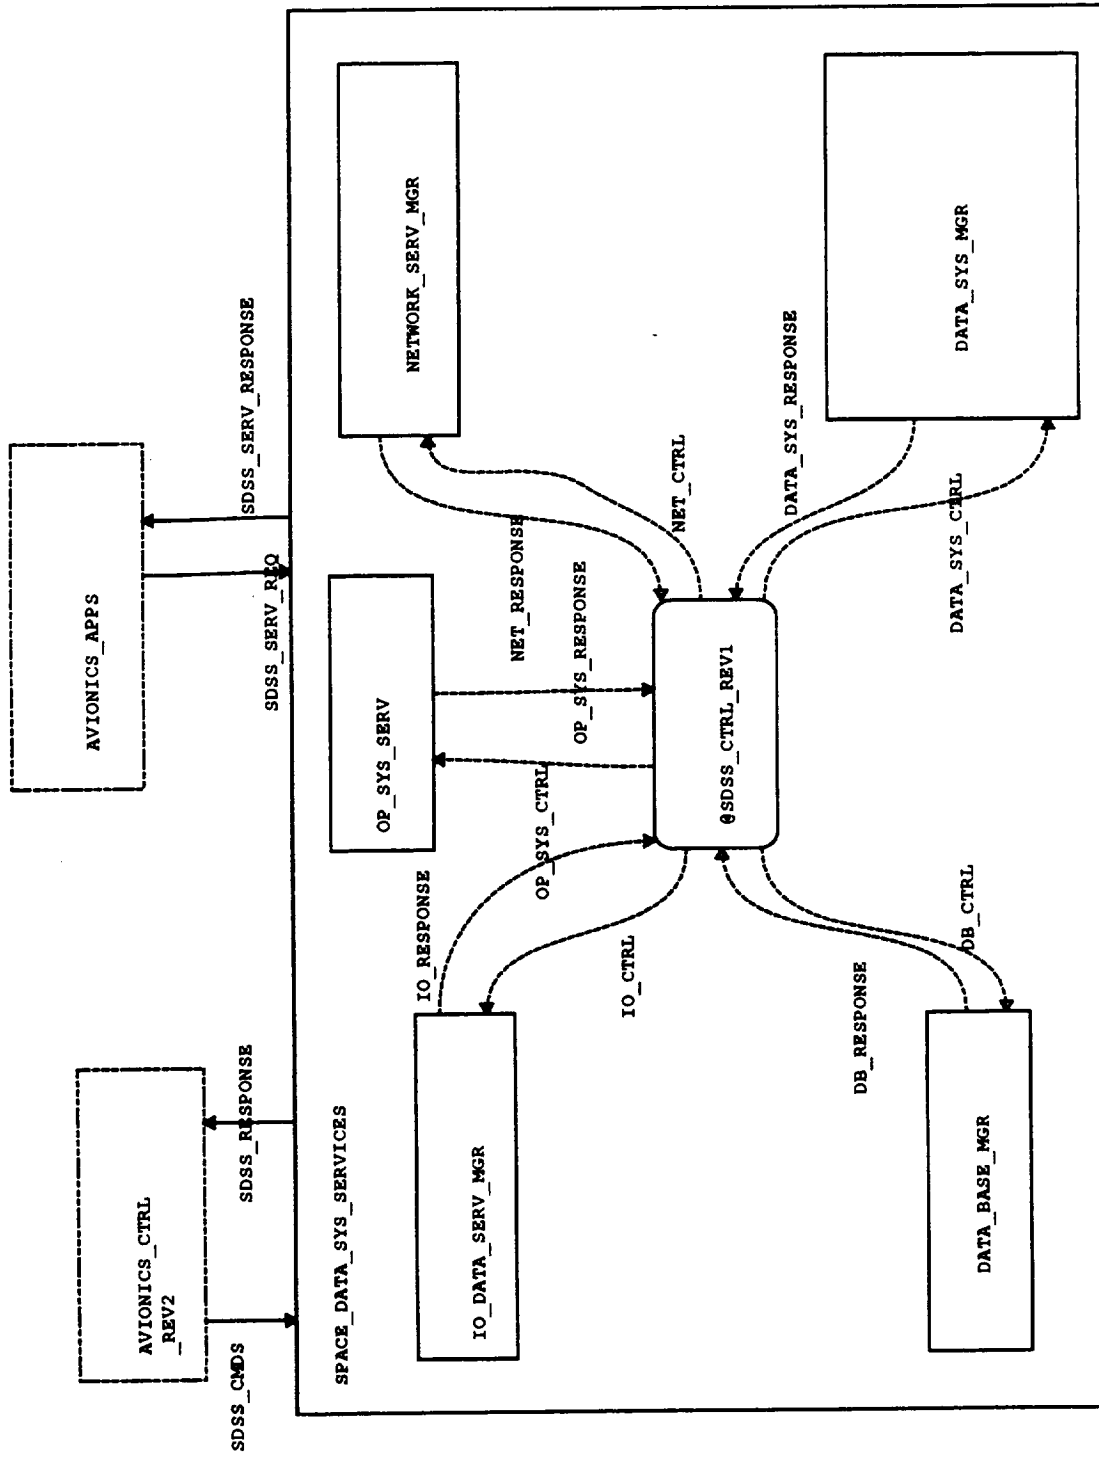 AVIONICS_CTRL
_REV2
AVIONICS_APPS
SDSS_CMDS
SDSS_RESPONSE
SDSS_SERV_REQ
SDSS_SERV_RESPONSE
SPACE_DATA_SYS_SERVICES
IO_DATA_SERV_MGR
OP_SYS_SERV
NETWORK_SERV_MGR
IO_RESPONSE
OP_SYS_CTRL
OP_SYS_RESPONSE
NET_RESPONSE
IO_CTRL
NET_CTRL
@SDSS_CTRL_REV1
DB_RESPONSE
DB_CTRL
DATA_SYS_RESPONSE
DATA_SYS_CTRL
DATA_BASE_MGR
DATA_SYS_MGR